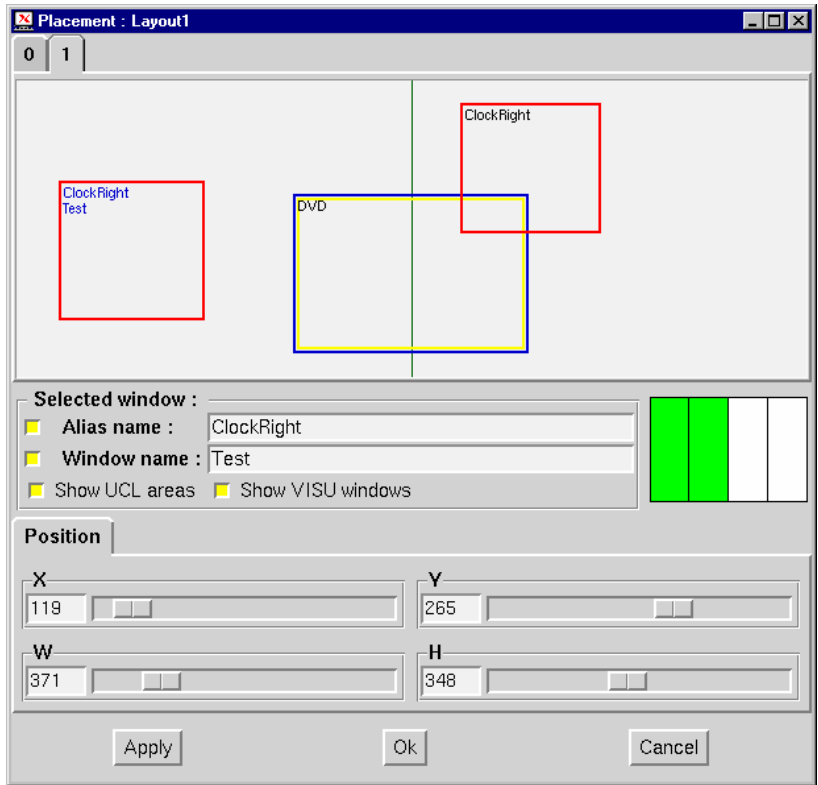 Placement : Layout1
0 1
ClockRight
ClockRight
Test
DVD
Selected window :
Alias name : ClockRight
Window name : Test
Show UCL areas Show VISU windows
Position
X Y
119 265
W H
371 348
Apply Ok Cancel